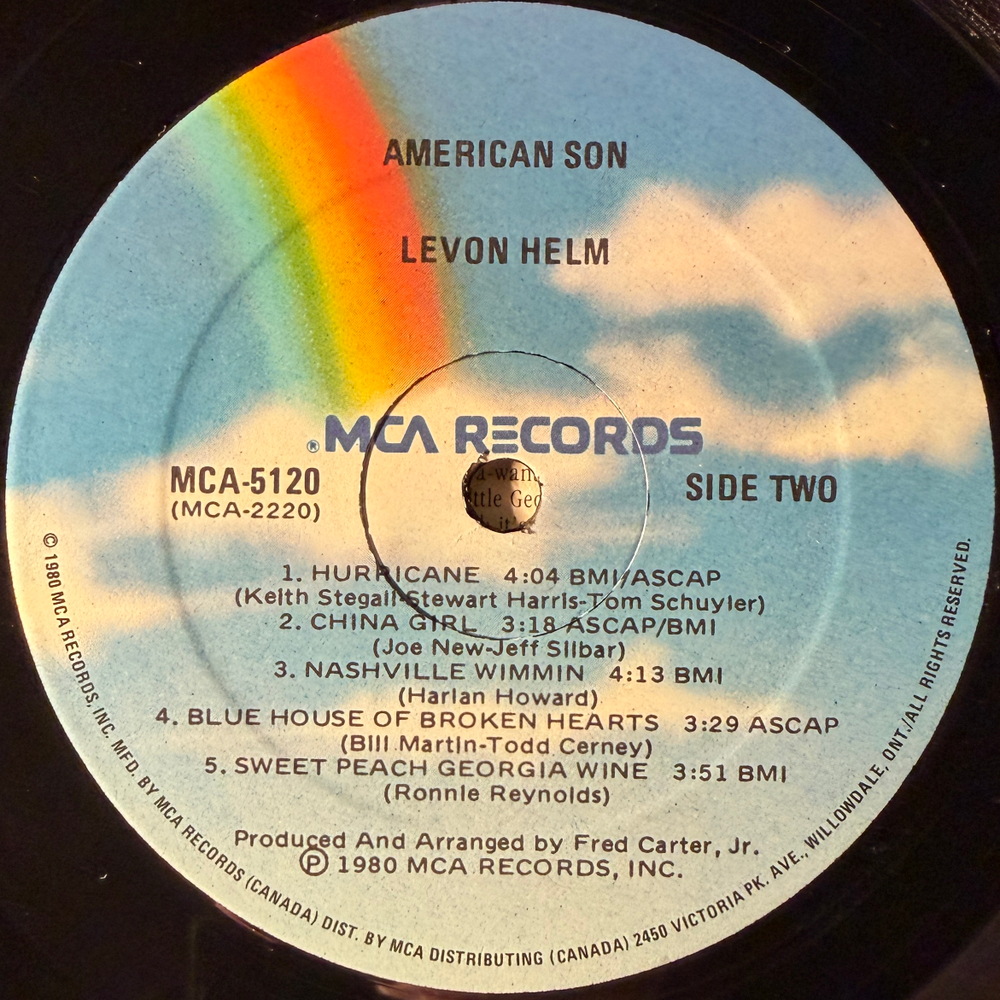 AMERICAN SON
LEVON HELM
® MCA RECORDS
MCA-5120
(MCA-2220)
SIDE TWO
1. HURRICANE 4:04 BMI/ASCAP
(Keith Stegall-Stewart Harris-Tom Schuyler)
2. CHINA GIRL 3:18 ASCAP/BMI
(Joe New-Jeff Silbar)
3. NASHVILLE WIMMIN 4:13 BMI
(Harlan Howard)
4. BLUE HOUSE OF BROKEN HEARTS 3:29 ASCAP
(Bill Martin-Todd Cerney)
5. SWEET PEACH GEORGIA WINE 3:51 BMI
(Ronnie Reynolds)
Produced And Arranged by Fred Carter, Jr.
℗ 1980 MCA RECORDS, INC.
© 1980 MCA RECORDS, INC. MFD. BY MCA RECORDS (CANADA) DIST. BY MCA DISTRIBUTING (CANADA) 2450 VICTORIA PK. AVE., WILLOWDALE, ONT./ALL RIGHTS RESERVED.